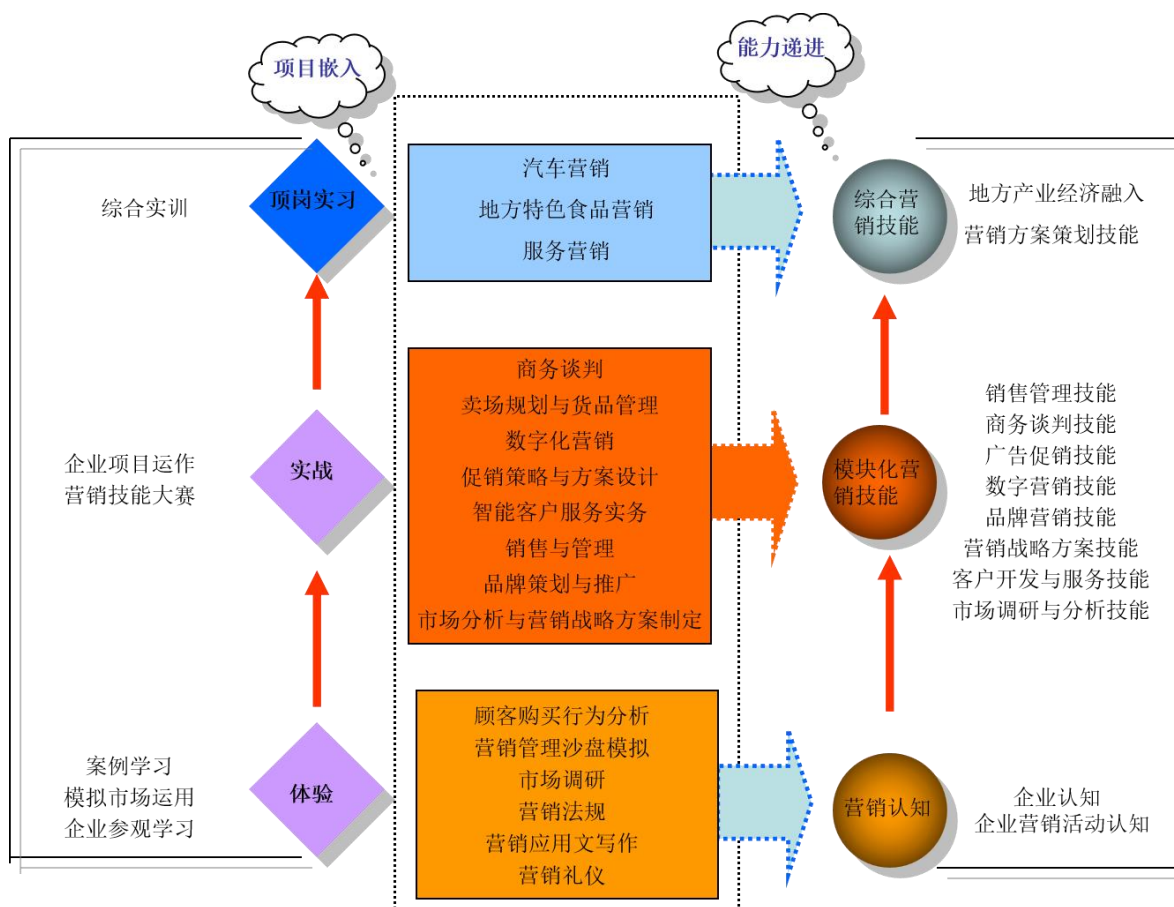 项目嵌入
能力递进
综合实训
顶岗实习
汽车营销
地方特色食品营销
服务营销
综合营
销技能
地方产业经济融入
营销方案策划技能
企业项目运作
营销技能大赛
实战
商务谈判
卖场规划与货品管理
数字化营销
促销策略与方案设计
智能客户服务实务
销售与管理
品牌策划与推广
市场分析与营销战略方案制定
模块化营
销技能
销售管理技能
商务谈判技能
广告促销技能
数字营销技能
品牌营销技能
营销战略方案技能
客户开发与服务技能
市场调研与分析技能
案例学习
模拟市场运用
企业参观学习
体验
顾客购买行为分析
营销管理沙盘模拟
市场调研
营销法规
营销应用文写作
营销礼仪
营销认知
企业认知
企业营销活动认知